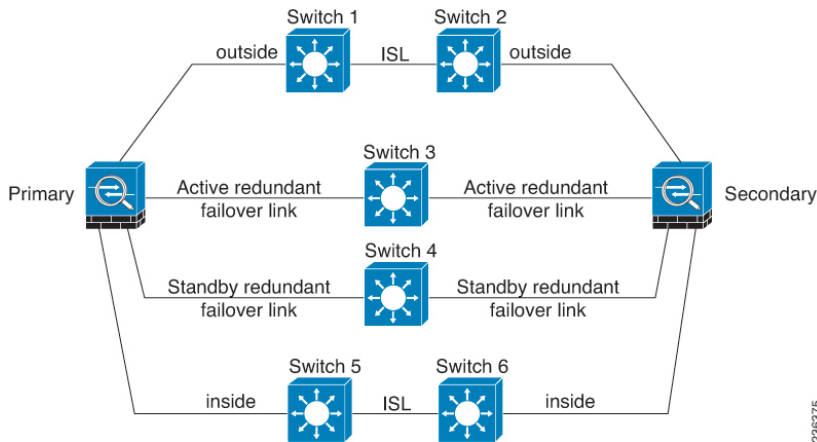 Switch 1
Switch 2
outside
ISL
outside
Switch 3
Primary
Active redundant
failover link
Active redundant
failover link
Secondary
Switch 4
Standby redundant
failover link
Standby redundant
failover link
Switch 5
Switch 6
inside
ISL
inside
236375